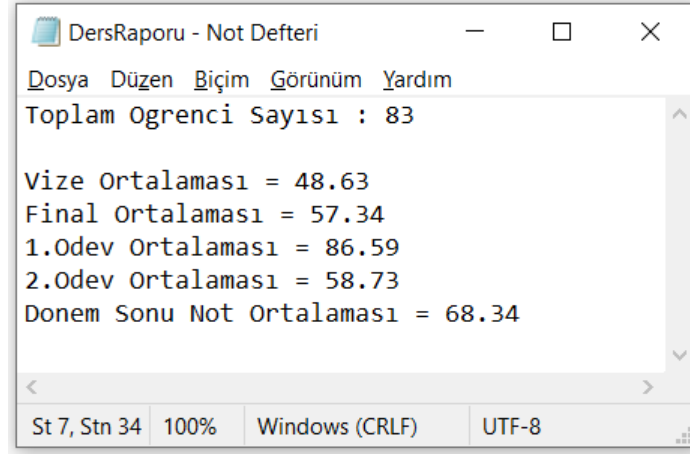 DersRaporu - Not Defteri
Dosya Düzen Biçim Görünüm Yardım
Toplam Ogrenci Sayısı : 83
Vize Ortalaması = 48.63
Final Ortalaması = 57.34
1.Odev Ortalaması = 86.59
2.Odev Ortalaması = 58.73
Donem Sonu Not Ortalaması = 68.34
St 7, Stn 34 100% Windows (CRLF) UTF-8